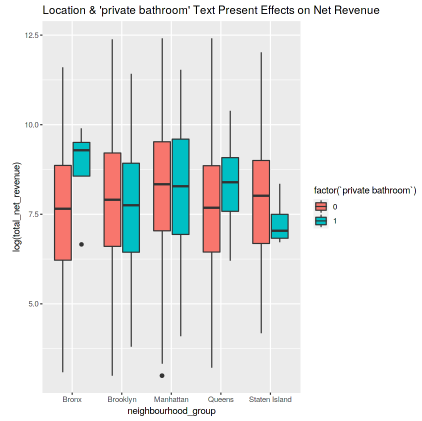 Location & 'private bathroom' Text Present Effects on Net Revenue
12.5
10.0
7.5
5.0
log(total_net_revenue)
Bronx Brooklyn Manhattan Queens Staten Island
neighbourhood_group
factor(`private bathroom`)
0
1